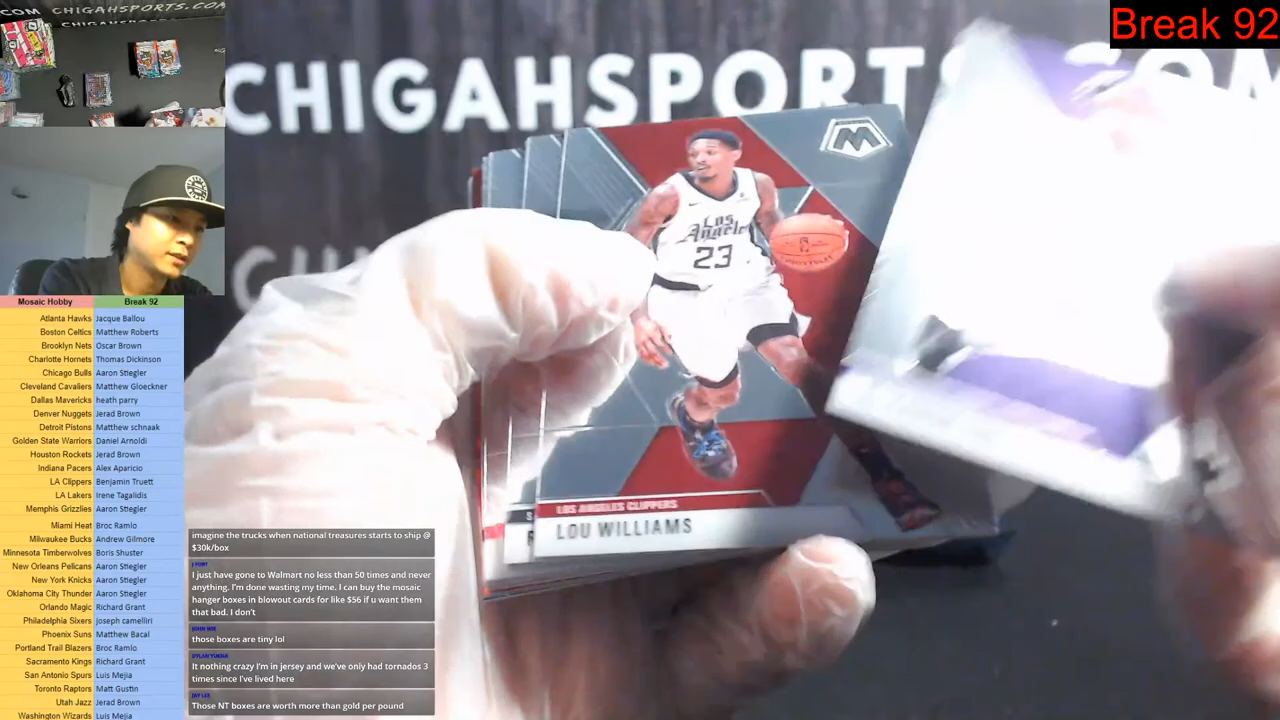 Break 92
.COM CHIGAHSPORTS.CO
CHIGAHSPORTS.COM
Los Angeles
23
LOS ANGELES CLIPPERS
LOU WILLIAMS
Mosaic Hobby Break 92
Atlanta Hawks Jacque Ballou
Boston Celtics Matthew Roberts
Brooklyn Nets Oscar Brown
Charlotte Hornets Thomas Dickinson
Chicago Bulls Aaron Stiegler
Cleveland Cavaliers Matthew Gloeckner
Dallas Mavericks heath parry
Denver Nuggets Jerad Brown
Detroit Pistons Matthew schnaak
Golden State Warriors Daniel Arnoldi
Houston Rockets Jerad Brown
Indiana Pacers Alex Aparicio
LA Clippers Benjamin Truett
LA Lakers Irene Tagalidis
Memphis Grizzlies Aaron Stiegler
Miami Heat Broc Ramlo
Milwaukee Bucks Andrew Gilmore
Minnesota Timberwolves Boris Shuster
New Orleans Pelicans Aaron Stiegler
New York Knicks Aaron Stiegler
Oklahoma City Thunder Aaron Stiegler
Orlando Magic Richard Grant
Philadelphia Sixers joseph camelliri
Phoenix Suns Matthew Bacal
Portland Trail Blazers Broc Ramlo
Sacramento Kings Richard Grant
San Antonio Spurs Luis Mejia
Toronto Raptors Matt Gustin
Utah Jazz Jerad Brown
Washington Wizards Luis Mejia
imagine the trucks when national treasures starts to ship @
$30k/box
I just have gone to Walmart no less than 50 times and never
anything. I'm done wasting my time. I can buy the mosaic
hanger boxes in blowout cards for like $56 if u want them
that bad. I don't
those boxes are tiny lol
It nothing crazy I'm in jersey and we've only had tornados 3
times since I've lived here
JAY LEE
Those NT boxes are worth more than gold per pound